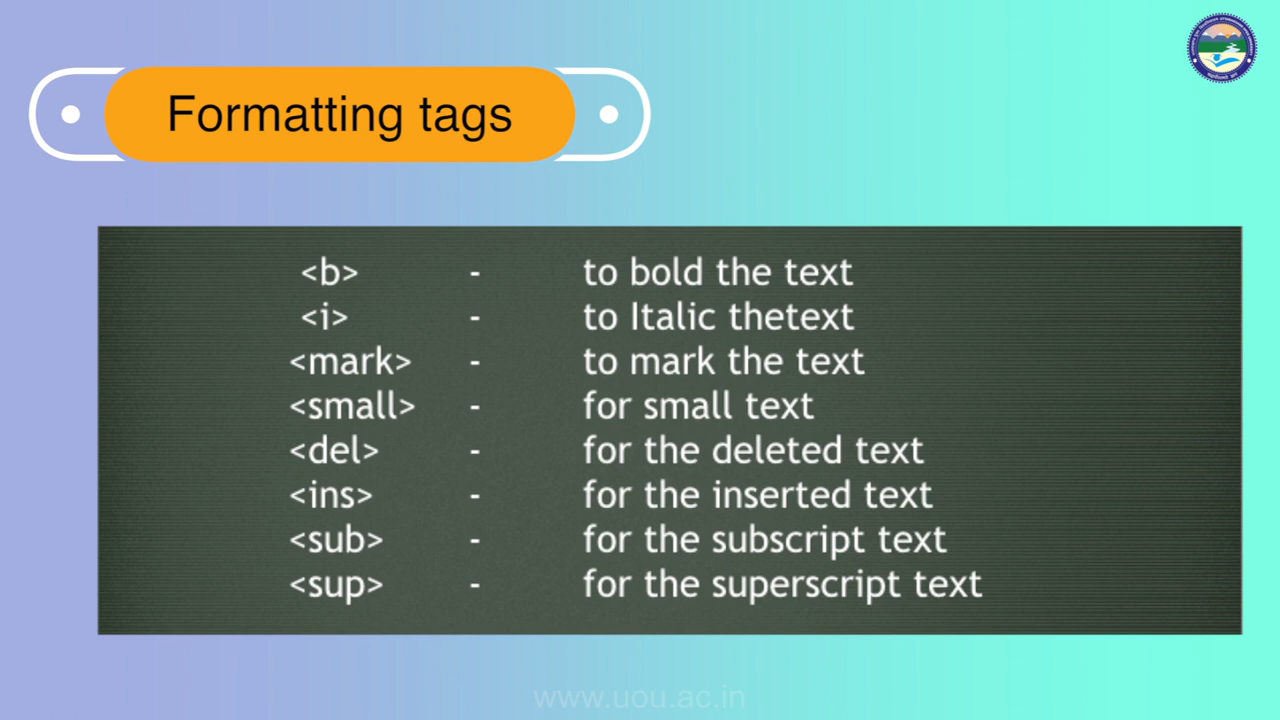 Formatting tags
<b> - to bold the text
<i> - to Italic thetext
<mark> - to mark the text
<small> - for small text
<del> - for the deleted text
<ins> - for the inserted text
<sub> - for the subscript text
<sup> - for the superscript text
www.uou.ac.in